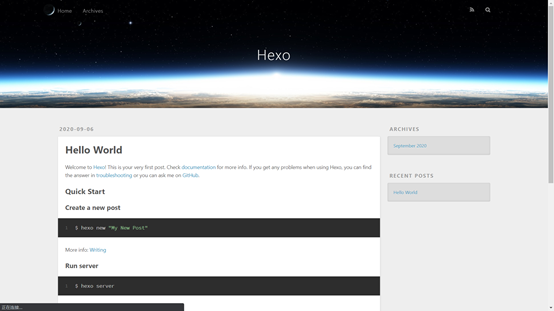 Home Archives
Hexo
2020-09-06
Hello World
Welcome to Hexo! This is your very first post. Check documentation for more info. If you get any problems when using Hexo, you can
find the answer in troubleshooting or you can ask me on GitHub.
Quick Start
Create a new post
1 $ hexo new "My New Post"
More info: Writing
Run server
1 $ hexo server
ARCHIVES
September 2020
RECENT POSTS
Hello World
正在连接…